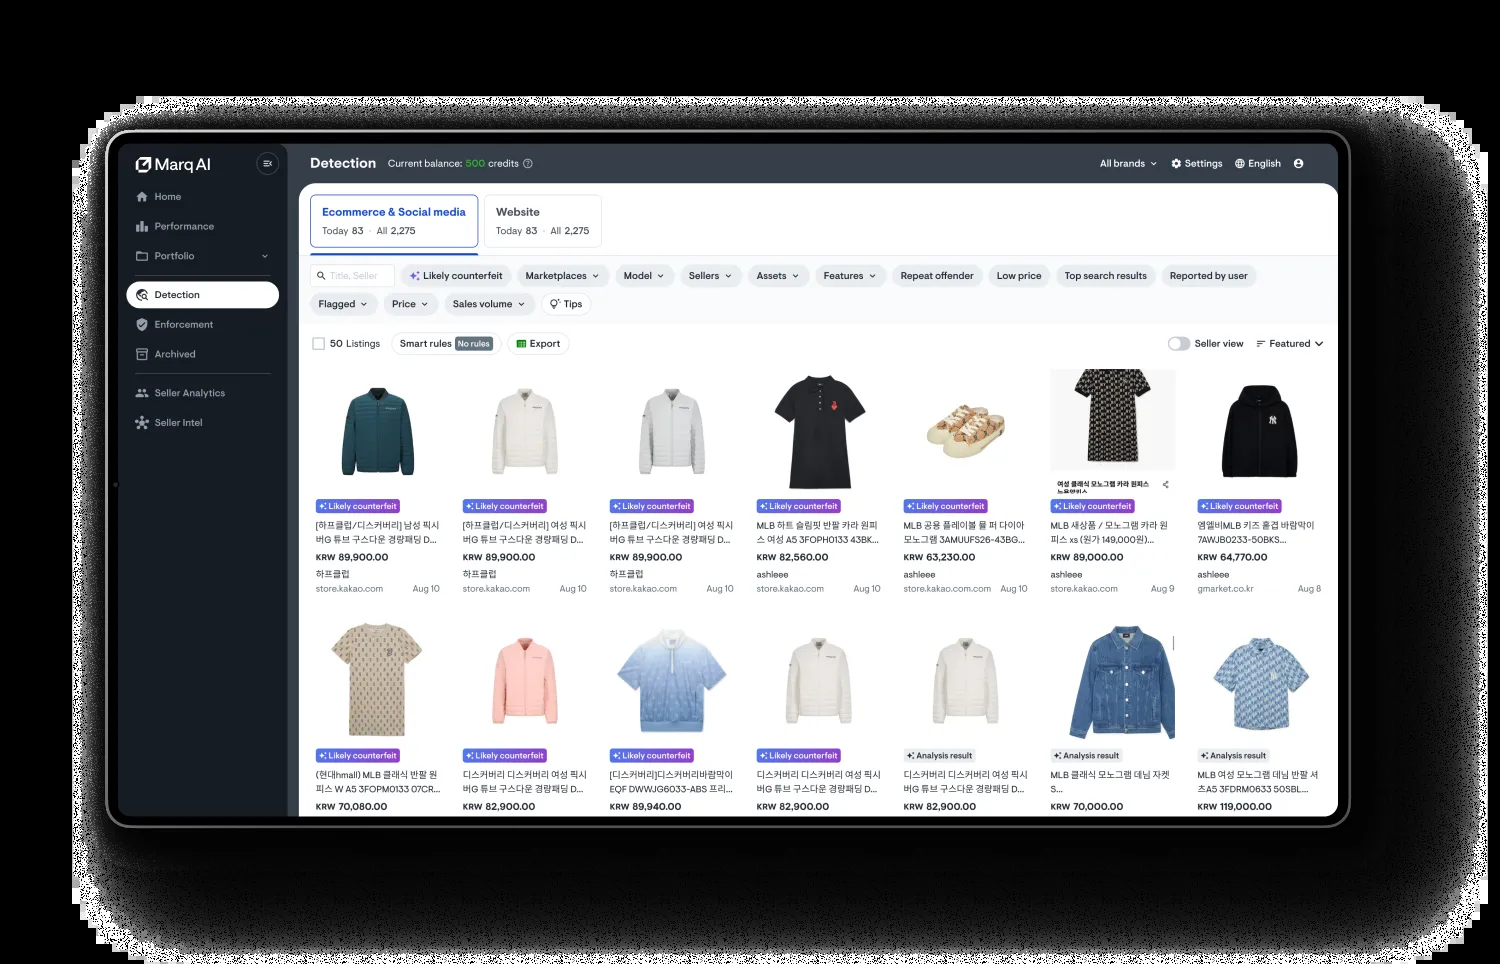 Marq AI
Home
Performance
Portfolio
Detection
Enforcement
Archived
Seller Analytics
Seller Intel
Detection
Current balance: 500 credits
All brands
Settings
English
Ecommerce & Social media
Today 83 · All 2,275
Website
Today 83 · All 2,275
Title, Seller
Likely counterfeit
Marketplaces
Model
Sellers
Assets
Features
Repeat offender
Low price
Top search results
Reported by user
Flagged
Price
Sales volume
Tips
50 Listings
Smart rules No rules
Export
Seller view
Featured
Likely counterfeit
[하프클럽/디스커버리] 남성 픽시
버G 튜브 구스다운 경량패딩 D...
KRW 89,900.00
하프클럽
store.kakao.com Aug 10
Likely counterfeit
[하프클럽/디스커버리] 여성 픽시
버G 튜브 구스다운 경량패딩 D...
KRW 89,900.00
하프클럽
store.kakao.com Aug 10
Likely counterfeit
[하프클럽/디스커버리] 여성 픽시
버G 튜브 구스다운 경량패딩 D...
KRW 89,900.00
하프클럽
store.kakao.com Aug 10
Likely counterfeit
MLB 하트 슬림핏 반팔 카라 원피
스 여성 A5 3FOPH0133 43BK...
KRW 82,560.00
ashleee
store.kakao.com Aug 10
Likely counterfeit
MLB 공용 플레이볼 뮬 퍼 다이아
모노그램 3AMUUFS26-43BG...
KRW 63,230.00
ashleee
store.kakao.com.com Aug 10
여성 클래식 모노그램 카라 원피스
뉴욕양키스
Likely counterfeit
MLB 새상품 / 모노그램 카라 원
피스 xs (원가 149,000원)...
KRW 89,000.00
ashleee
store.kakao.com Aug 9
Likely counterfeit
엠엘비MLB 키즈 홑겹 바람막이
7AWJB0233-50BKS...
KRW 64,770.00
ashleee
gmarket.co.kr Aug 8
Likely counterfeit
(현대hmall) MLB 클래식 반팔 원
피스 W A5 3FOPM0133 07CR...
KRW 70,080.00
Likely counterfeit
디스커버리 디스커버리 여성 픽시
버G 튜브 구스다운 경량패딩 D...
KRW 82,900.00
Likely counterfeit
[디스커버리]디스커버리바람막이
EQF DWWJG6033-ABS 프리...
KRW 89,940.00
Likely counterfeit
디스커버리 디스커버리 여성 픽시
버G 튜브 구스다운 경량패딩 D...
KRW 82,900.00
Analysis result
디스커버리 디스커버리 여성 픽시
버G 튜브 구스다운 경량패딩 D...
KRW 82,900.00
Analysis result
MLB 클래식 모노그램 데님 자켓
S...
KRW 70,000.00
Analysis result
MLB 여성 모노그램 데님 반팔 셔
츠A5 3FDRM0633 50SBL...
KRW 119,000.00